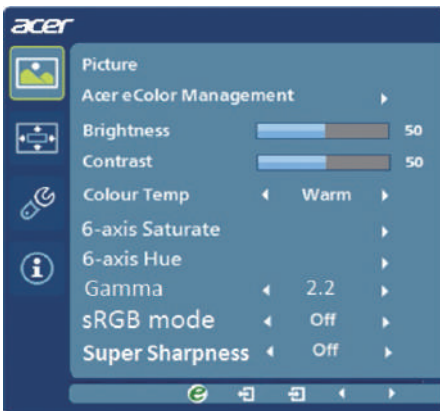 acer
Picture
Acer eColor Management
Brightness 50
Contrast 50
Colour Temp Warm
6-axis Saturate
6-axis Hue
Gamma 2.2
sRGB mode Off
Super Sharpness Off